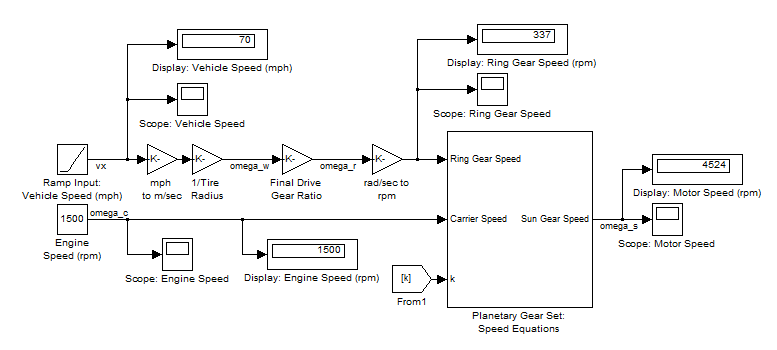 70
Display: Vehicle Speed (mph)
337
Display: Ring Gear Speed (rpm)
Scope: Vehicle Speed
Scope: Ring Gear Speed
vx
Ramp Input:
Vehicle Speed (mph)
-K-
mph
to m/sec
-K-
1/Tire
Radius
omega_w
-K-
Final Drive
Gear Ratio
omega_r
-K-
rad/sec to
rpm
Ring Gear Speed
Carrier Speed
k
Sun Gear Speed
Planetary Gear Set:
Speed Equations
omega_s
4524
Display: Motor Speed (rpm)
Scope: Motor Speed
1500
omega_c
Engine
Speed (rpm)
Scope: Engine Speed
1500
Display: Engine Speed (rpm)
[k]
From1